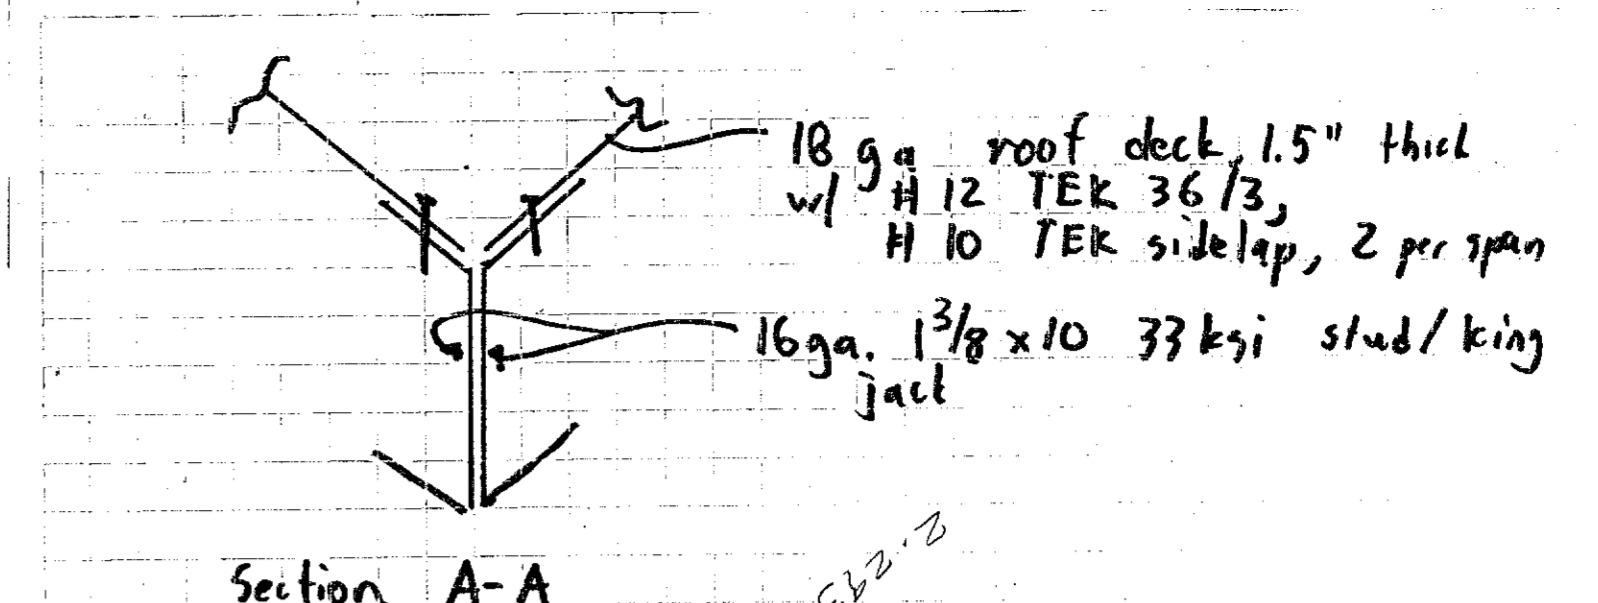 18 ga roof deck, 1.5" thick
w/ # 12 TEK 36/3,
# 10 TEK sidelap, 2 per span
16ga. 1 3/8 x 10 33 ksi stud/king
jack
Section A-A